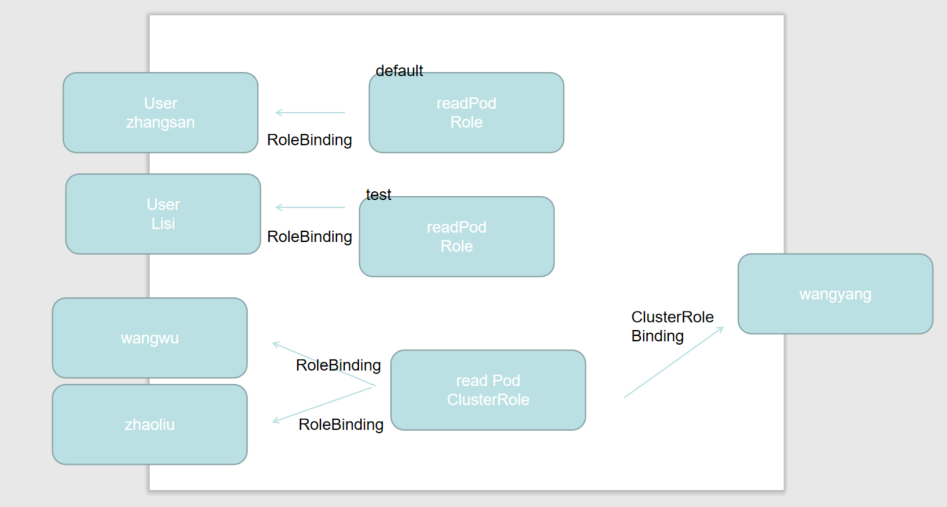 default
User
zhangsan
readPod
Role
RoleBinding
test
User
Lisi
readPod
Role
RoleBinding
wangyang
ClusterRole
Binding
wangwu
RoleBinding
read Pod
ClusterRole
zhaoliu
RoleBinding